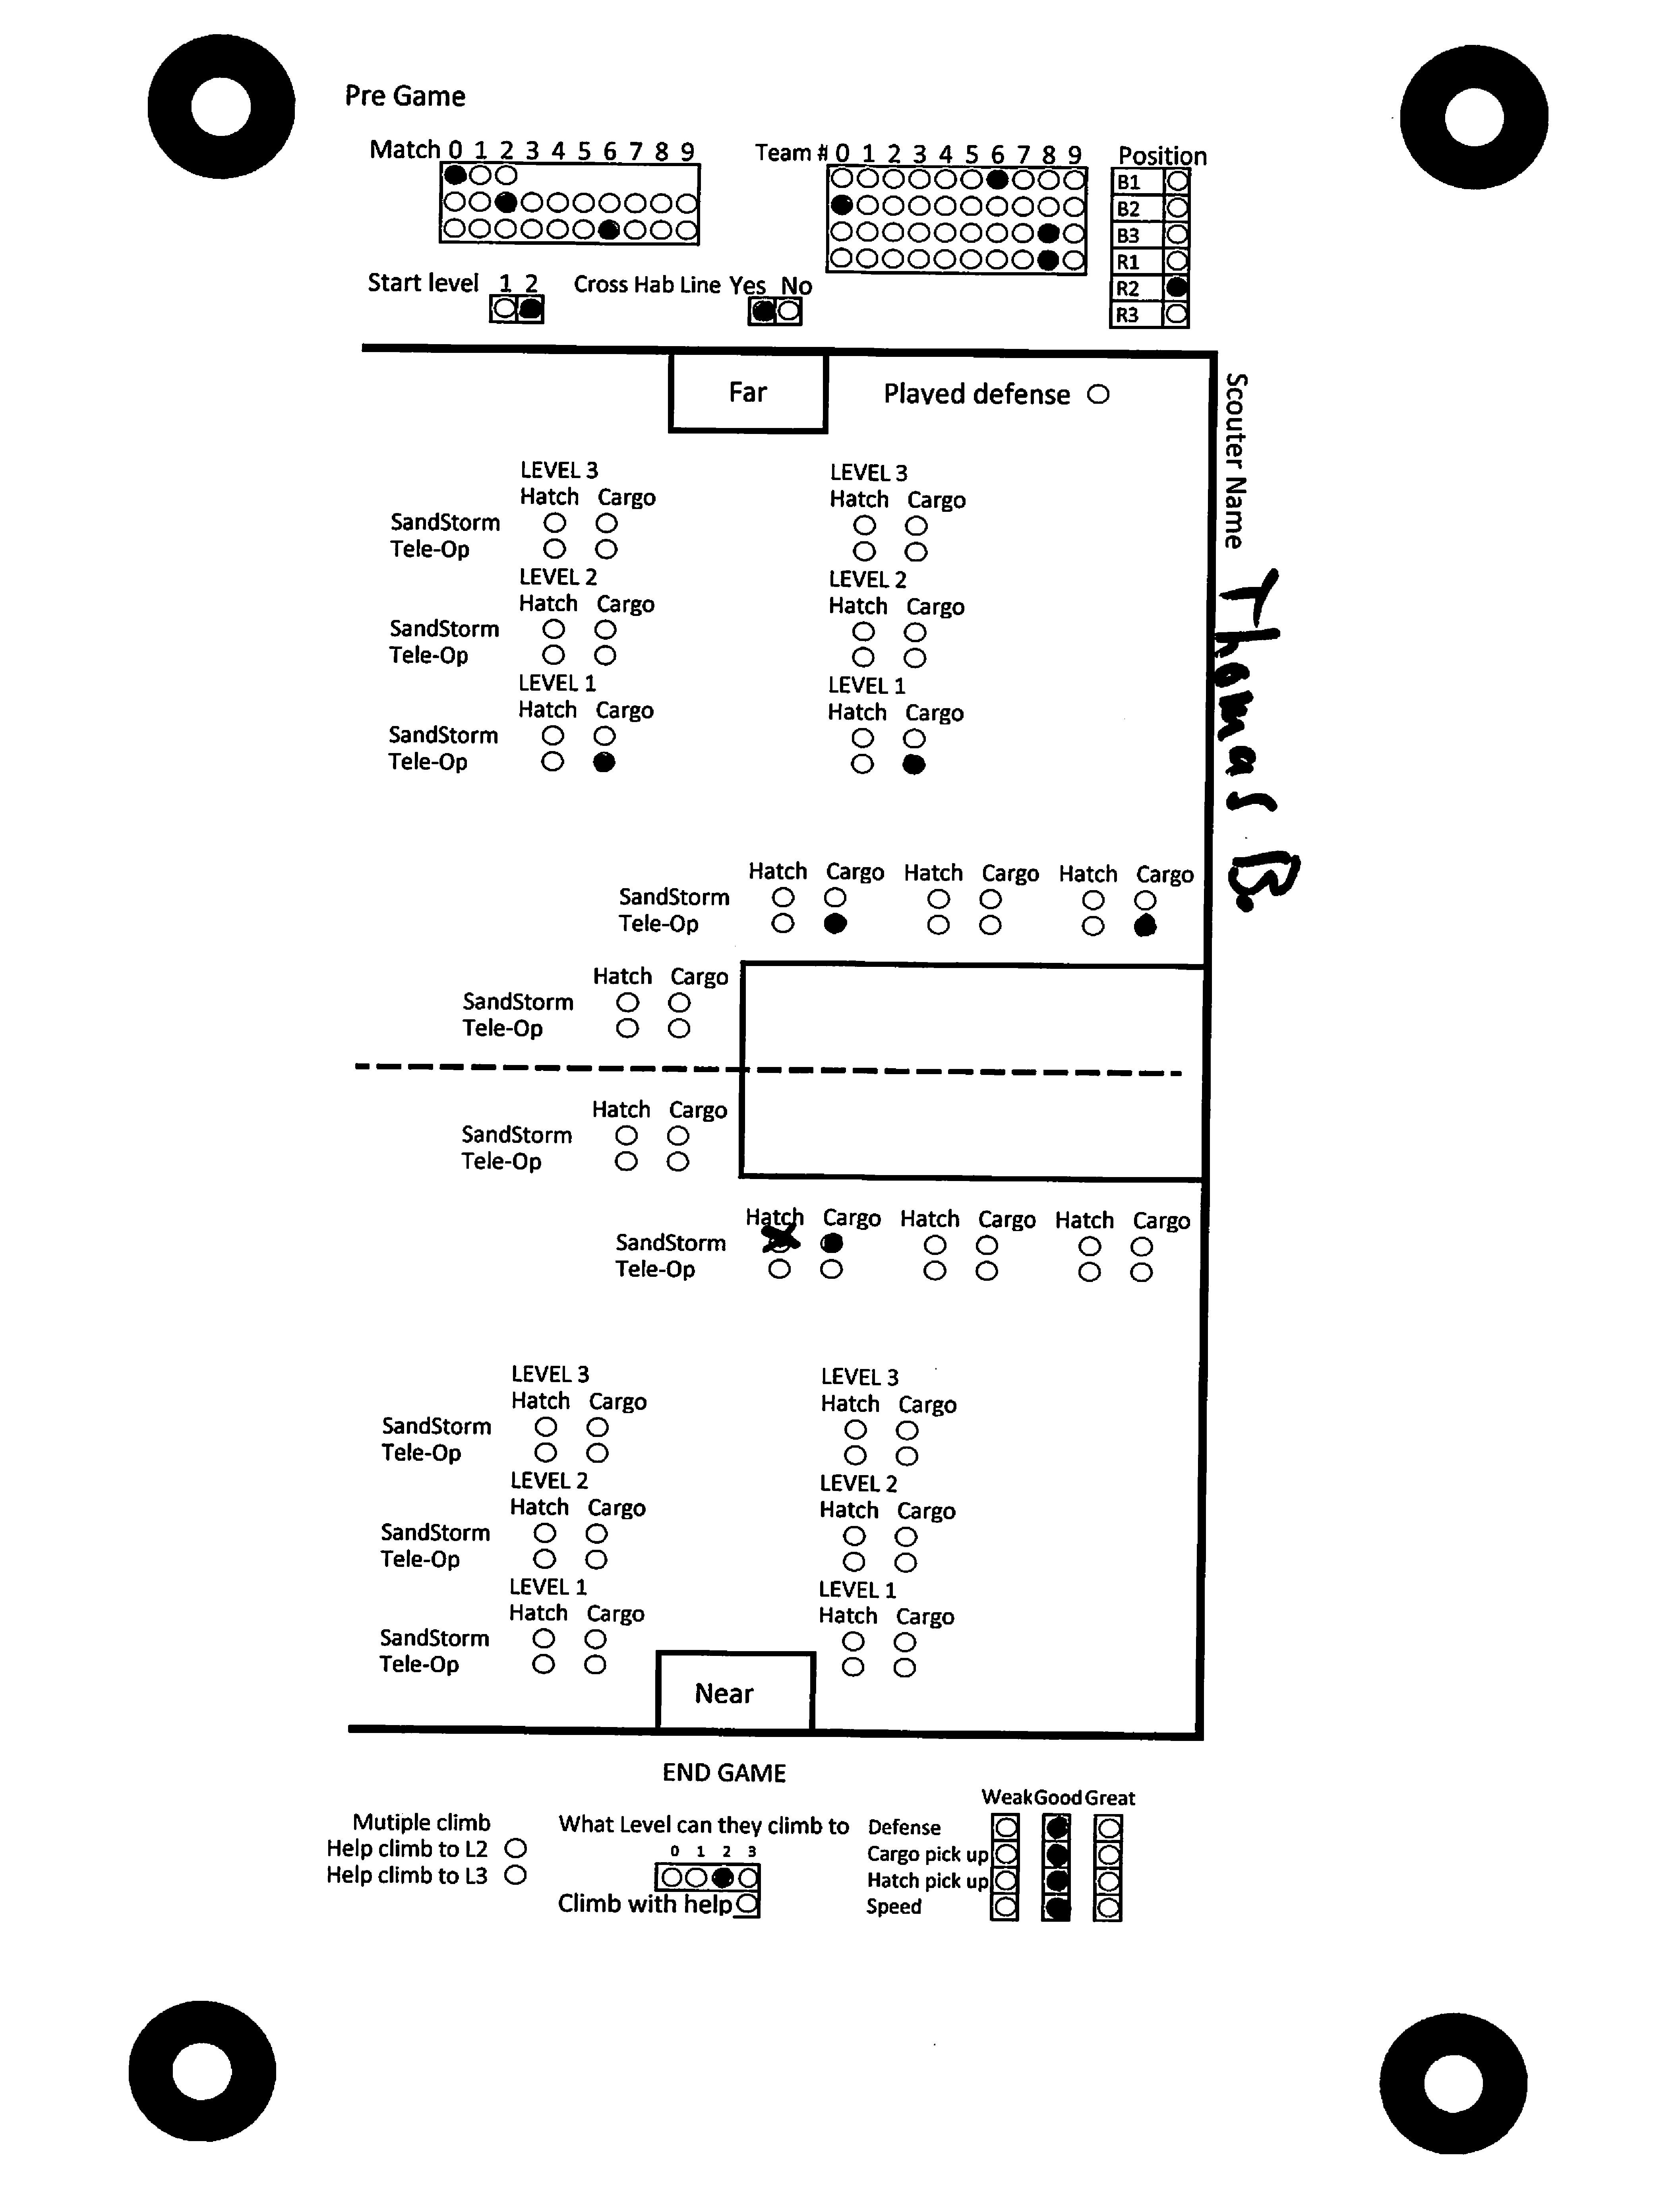 Pre Game
Match 0 1 2 3 4 5 6 7 8 9
Team # 0 1 2 3 4 5 6 7 8 9
Position
B1
B2
B3
R1
R2
R3
Start level 1 2
Cross Hab Line Yes No
Far
Played defense
Scouter Name Thomas B.
LEVEL 3 LEVEL 3
Hatch Cargo Hatch Cargo
SandStorm
Tele-Op
LEVEL 2 LEVEL 2
Hatch Cargo Hatch Cargo
SandStorm
Tele-Op
LEVEL 1 LEVEL 1
Hatch Cargo Hatch Cargo
SandStorm
Tele-Op
Hatch Cargo Hatch Cargo Hatch Cargo
SandStorm
Tele-Op
Hatch Cargo
SandStorm
Tele-Op
Hatch Cargo
SandStorm
Tele-Op
Hatch Cargo Hatch Cargo Hatch Cargo
SandStorm
Tele-Op
LEVEL 3 LEVEL 3
Hatch Cargo Hatch Cargo
SandStorm
Tele-Op
LEVEL 2 LEVEL 2
Hatch Cargo Hatch Cargo
SandStorm
Tele-Op
LEVEL 1 LEVEL 1
Hatch Cargo Hatch Cargo
SandStorm
Tele-Op
Near
END GAME
Mutiple climb
Help climb to L2
Help climb to L3
What Level can they climb to
0 1 2 3
Climb with help
Weak Good Great
Defense
Cargo pick up
Hatch pick up
Speed